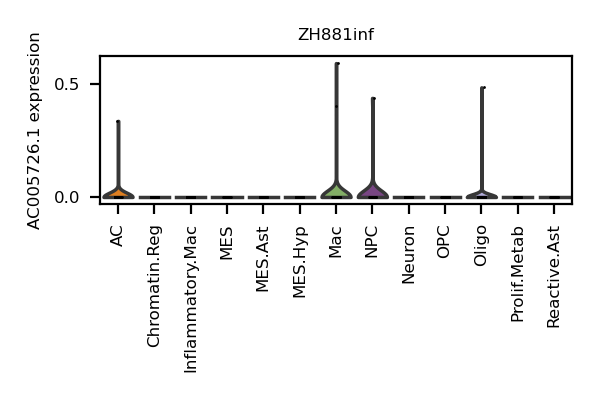 ZH881inf
AC005726.1 expression
0.5
0.0
AC
Chromatin.Reg
Inflammatory.Mac
MES
MES.Ast
MES.Hyp
Mac
NPC
Neuron
OPC
Oligo
Prolif.Metab
Reactive.Ast